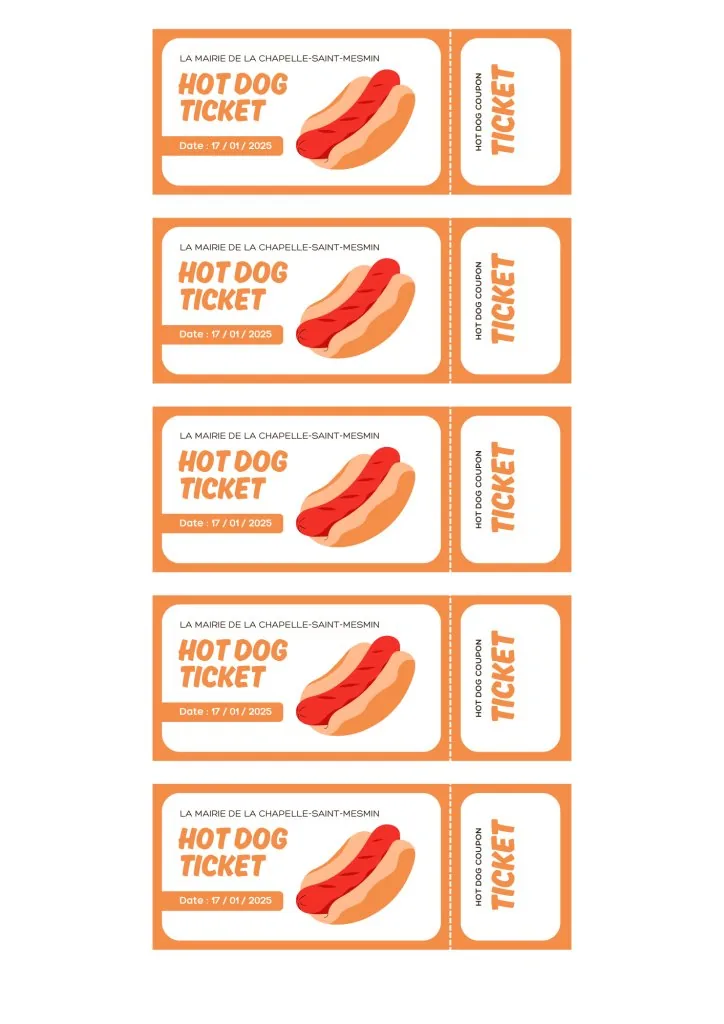 LA MAIRIE DE LA CHAPELLE-SAINT-MESMIN
HOT DOG
TICKET
Date : 17 / 01 / 2025
HOT DOG COUPON
TICKET
LA MAIRIE DE LA CHAPELLE-SAINT-MESMIN
HOT DOG
TICKET
Date : 17 / 01 / 2025
HOT DOG COUPON
TICKET
LA MAIRIE DE LA CHAPELLE-SAINT-MESMIN
HOT DOG
TICKET
Date : 17 / 01 / 2025
HOT DOG COUPON
TICKET
LA MAIRIE DE LA CHAPELLE-SAINT-MESMIN
HOT DOG
TICKET
Date : 17 / 01 / 2025
HOT DOG COUPON
TICKET
LA MAIRIE DE LA CHAPELLE-SAINT-MESMIN
HOT DOG
TICKET
Date : 17 / 01 / 2025
HOT DOG COUPON
TICKET